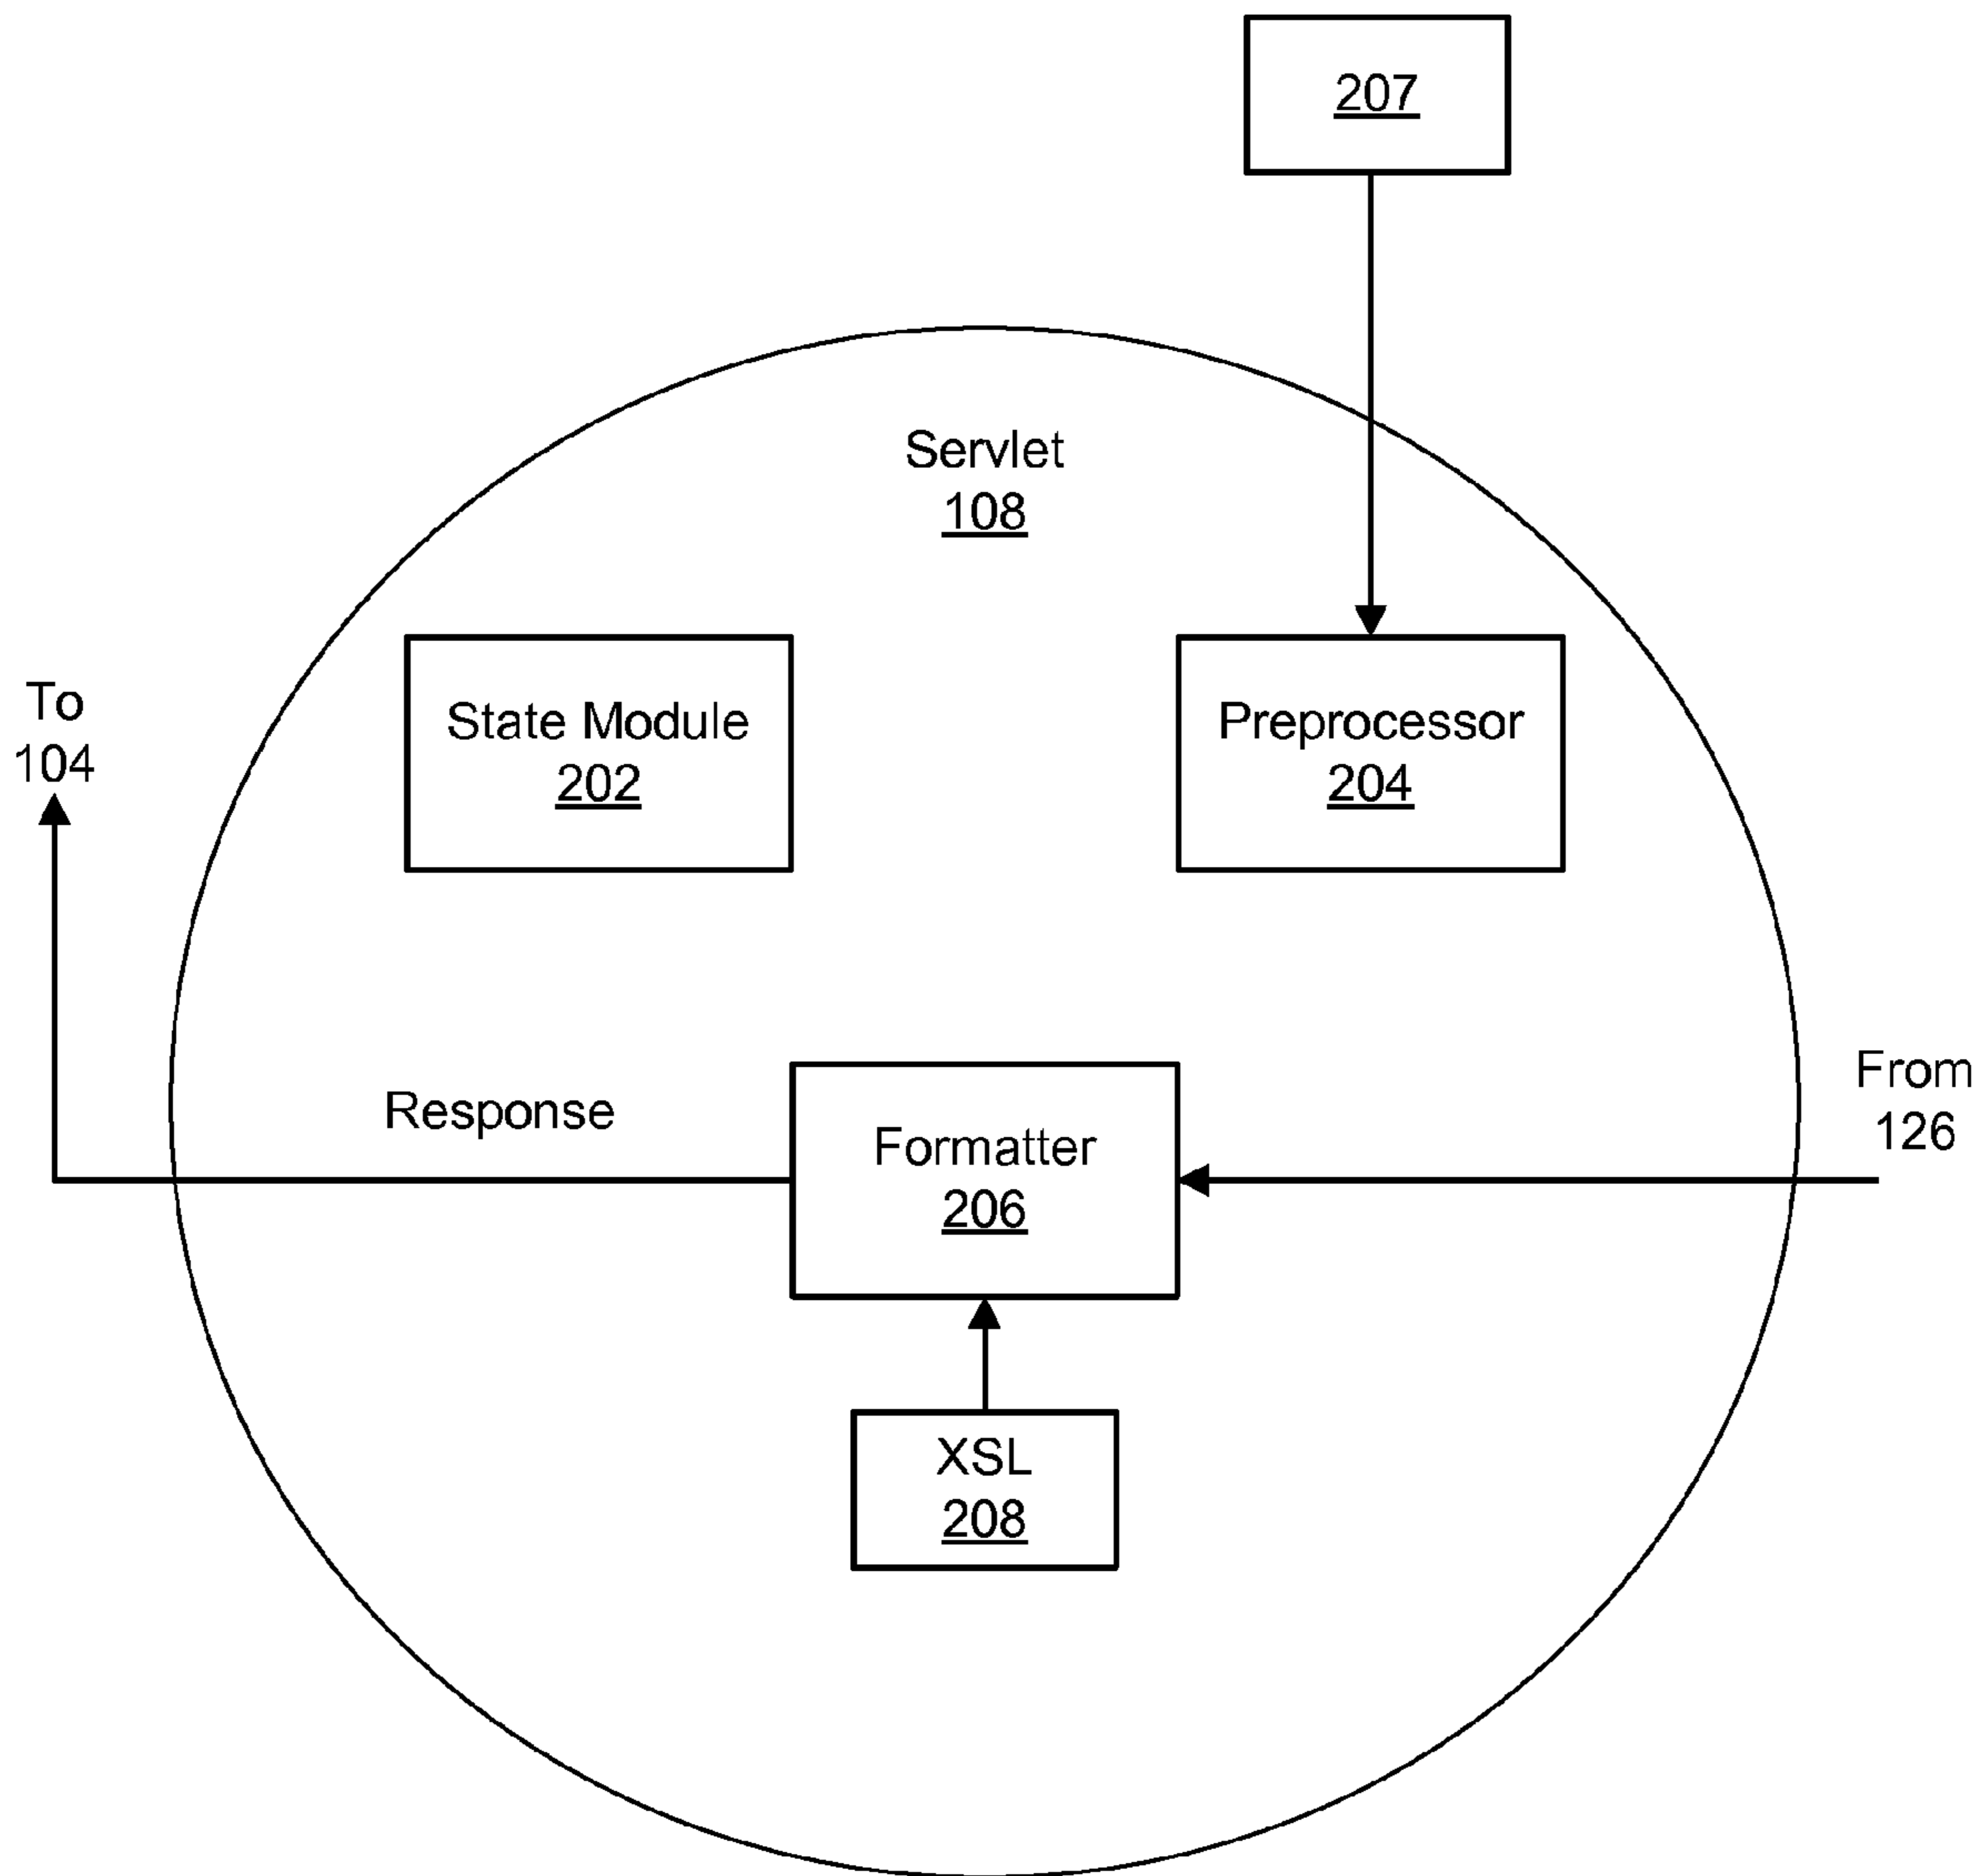 207
Servlet
108
State Module
202
Preprocessor
204
To
104
Response
Formatter
206
From
126
XSL
208